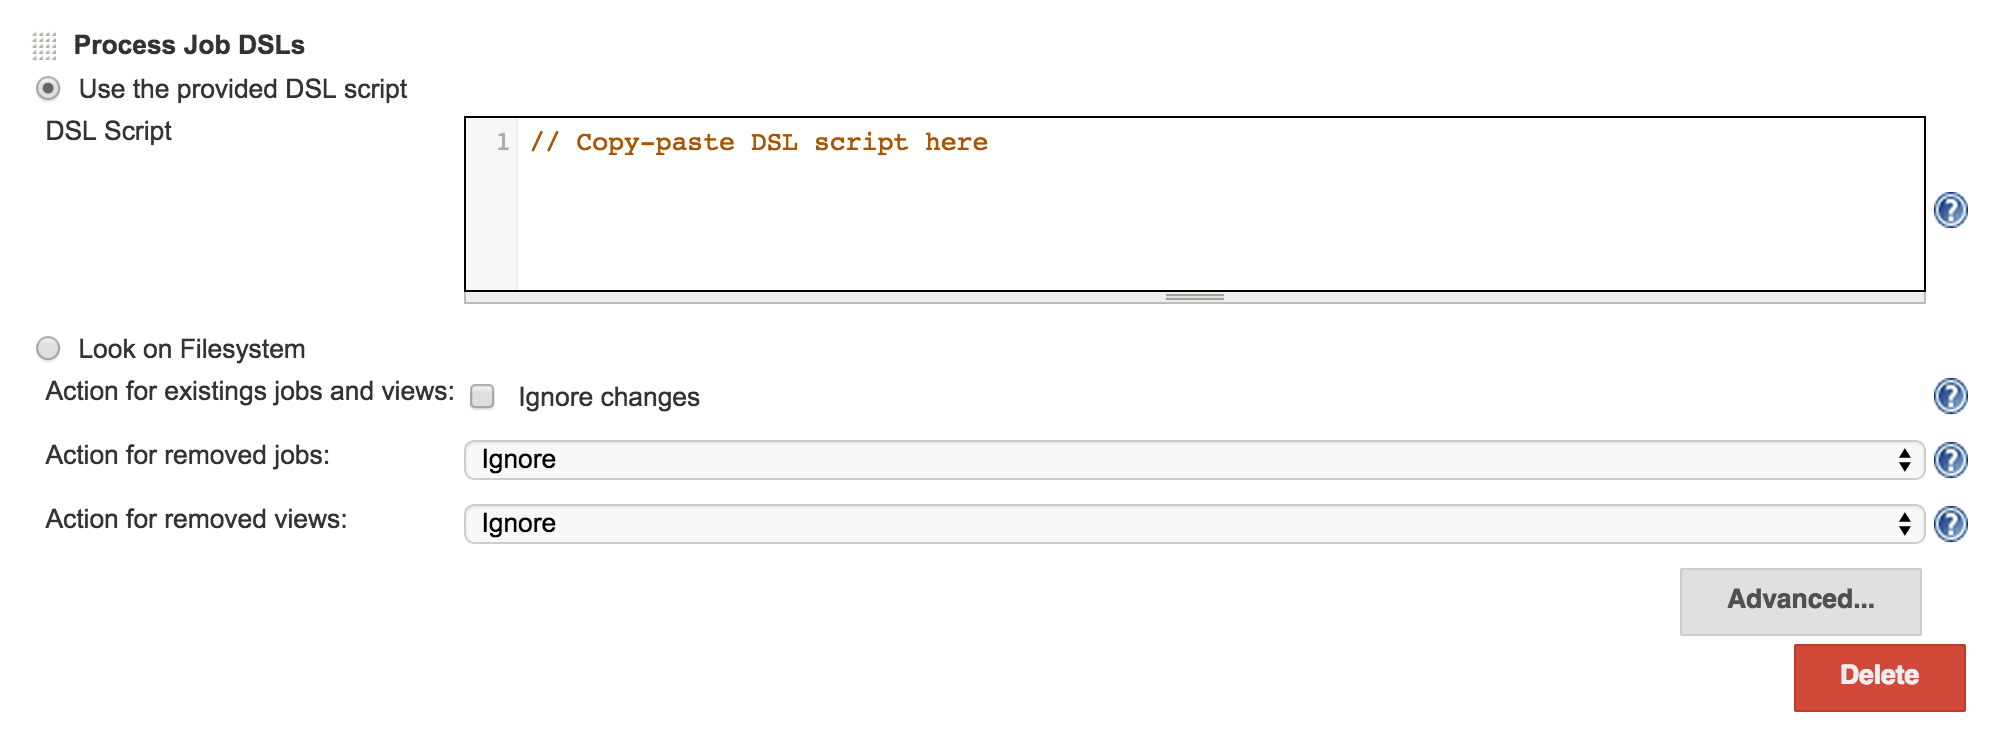 Process Job DSLs
Use the provided DSL script
DSL Script
1 // Copy-paste DSL script here
?
Look on Filesystem
Action for existings jobs and views: Ignore changes ?
Action for removed jobs: Ignore ?
Action for removed views: Ignore ?
Advanced...
Delete